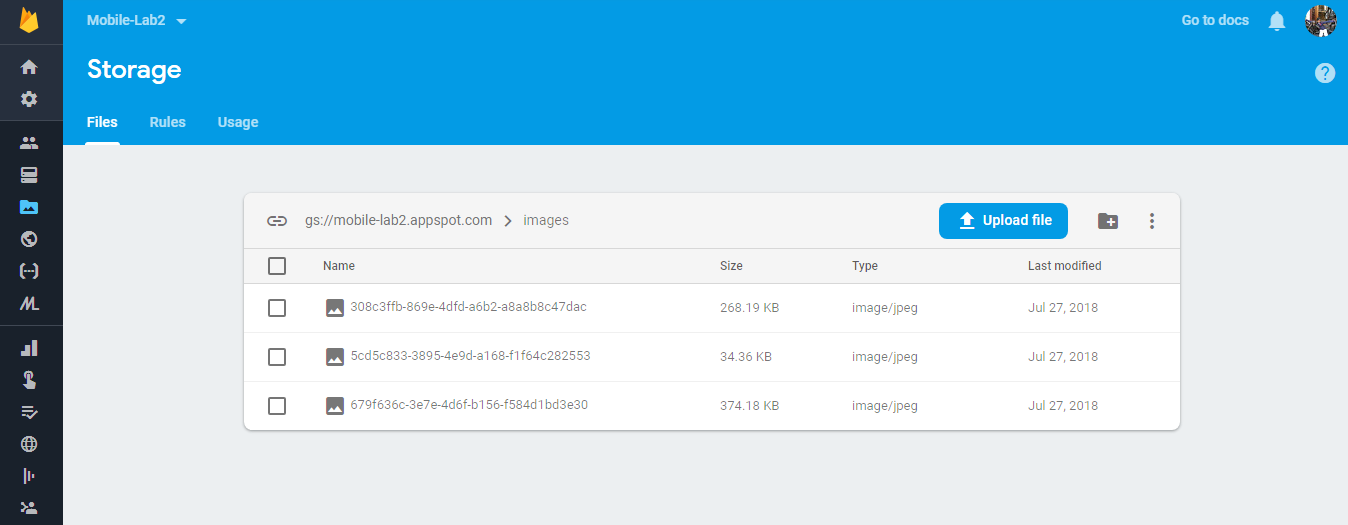 Mobile-Lab2
Go to docs
Storage
Files Rules Usage
gs://mobile-lab2.appspot.com images
Upload file
Name Size Type Last modified
308c3ffb-869e-4dfd-a6b2-a8a8b8c47dac 268.19 KB image/jpeg Jul 27, 2018
5cd5c833-3895-4e9d-a168-f1f64c282553 34.36 KB image/jpeg Jul 27, 2018
679f636c-3e7e-4d6f-b156-f584d1bd3e30 374.18 KB image/jpeg Jul 27, 2018